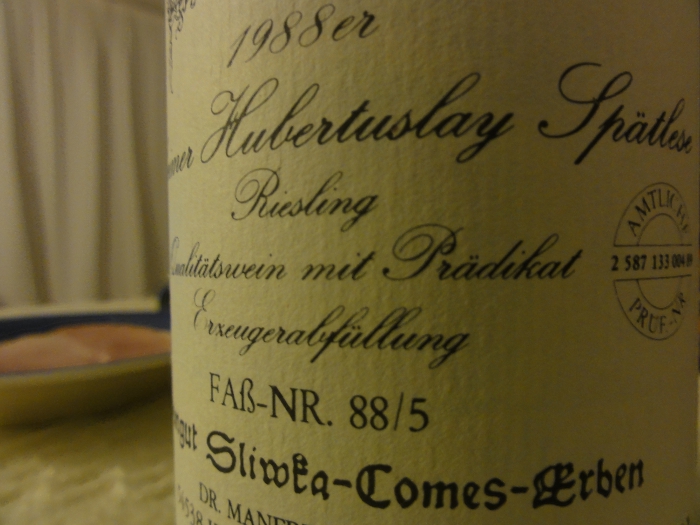 1988er
Hubertuslay Spätlese
Riesling
Qualitätswein mit Prädikat
Erzeugerabfüllung
AMTLICHE
2 587 133 004 89
PRÜF-NR
FAß-NR. 88/5
Sliwka-Comes-Erben
DR.